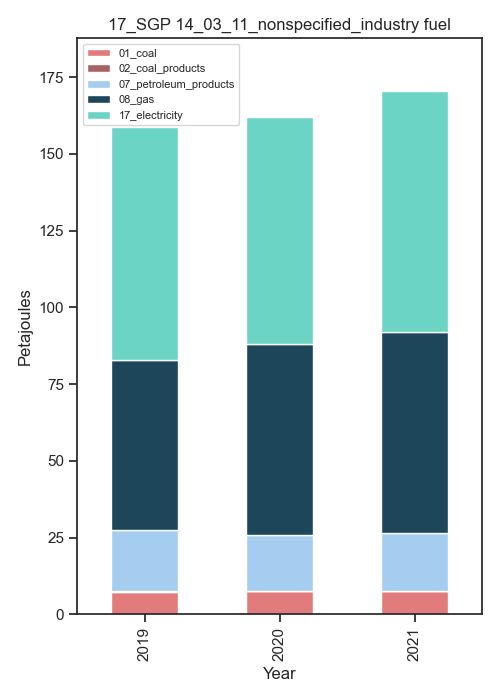 17_SGP 14_03_11_nonspecified_industry fuel
01_coal
02_coal_products
07_petroleum_products
08_gas
17_electricity
175
150
125
100
75
50
25
0
Petajoules
2019
2020
2021
Year